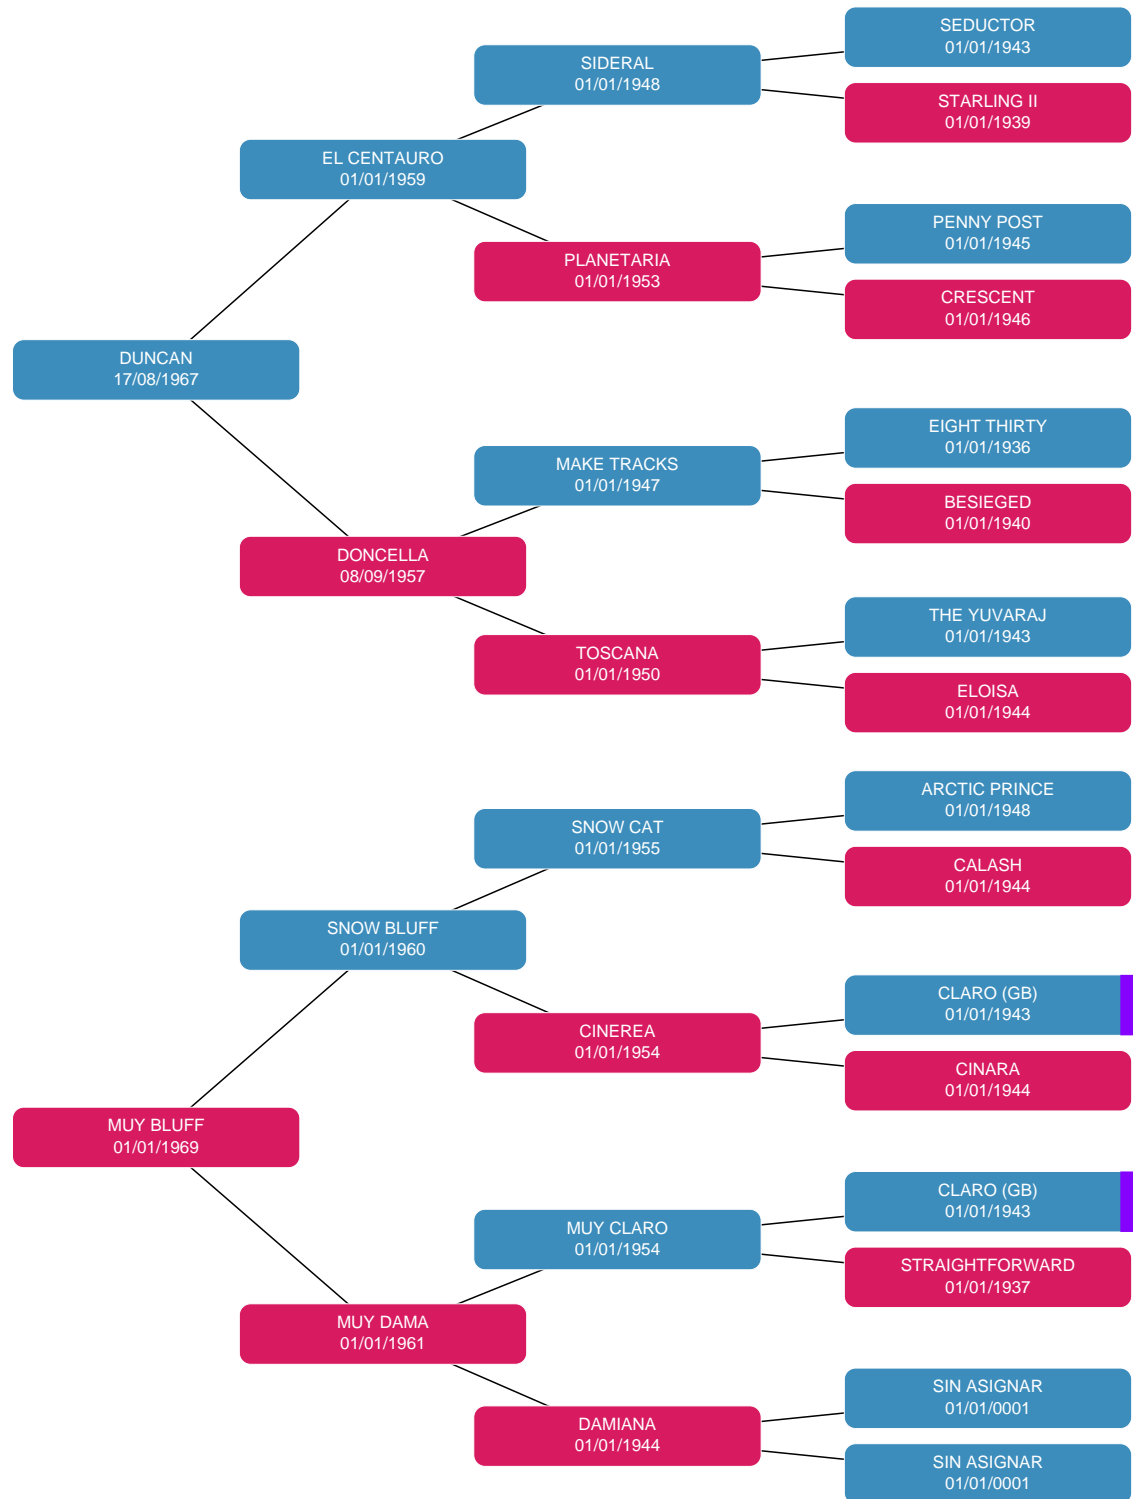 SEDUCTOR
01/01/1943
SIDERAL
01/01/1948
STARLING II
01/01/1939
EL CENTAURO
01/01/1959
PENNY POST
01/01/1945
PLANETARIA
01/01/1953
CRESCENT
01/01/1946
DUNCAN
17/08/1967
EIGHT THIRTY
01/01/1936
MAKE TRACKS
01/01/1947
BESIEGED
01/01/1940
DONCELLA
08/09/1957
THE YUVARAJ
01/01/1943
TOSCANA
01/01/1950
ELOISA
01/01/1944
ARCTIC PRINCE
01/01/1948
SNOW CAT
01/01/1955
CALASH
01/01/1944
SNOW BLUFF
01/01/1960
CLARO (GB)
01/01/1943
CINEREA
01/01/1954
CINARA
01/01/1944
MUY BLUFF
01/01/1969
CLARO (GB)
01/01/1943
MUY CLARO
01/01/1954
STRAIGHTFORWARD
01/01/1937
MUY DAMA
01/01/1961
SIN ASIGNAR
01/01/0001
DAMIANA
01/01/1944
SIN ASIGNAR
01/01/0001